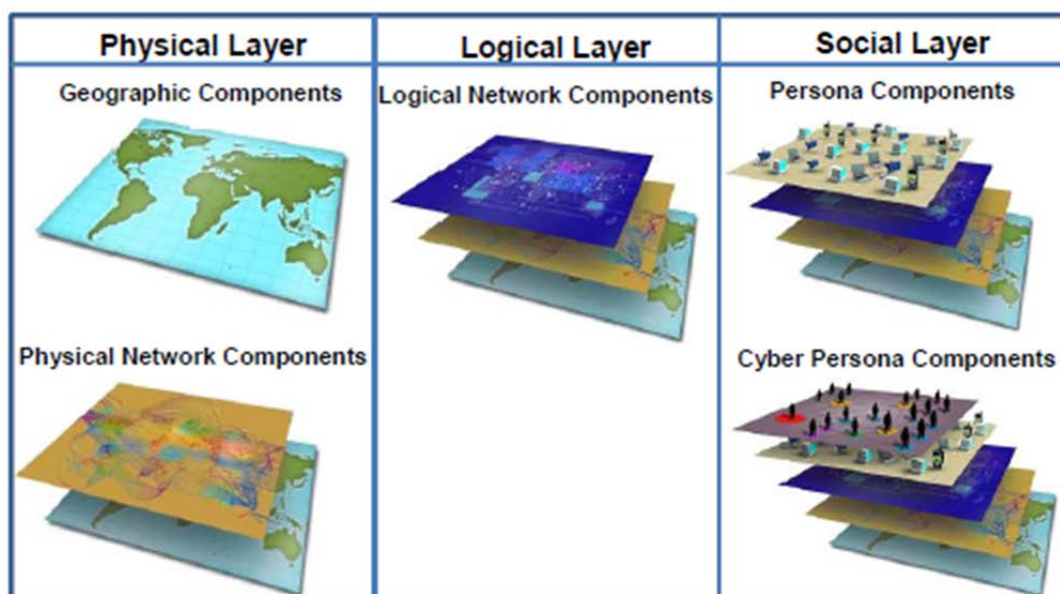 Physical Layer
Geographic Components
Physical Network Components
Logical Layer
Logical Network Components
Social Layer
Persona Components
Cyber Persona Components